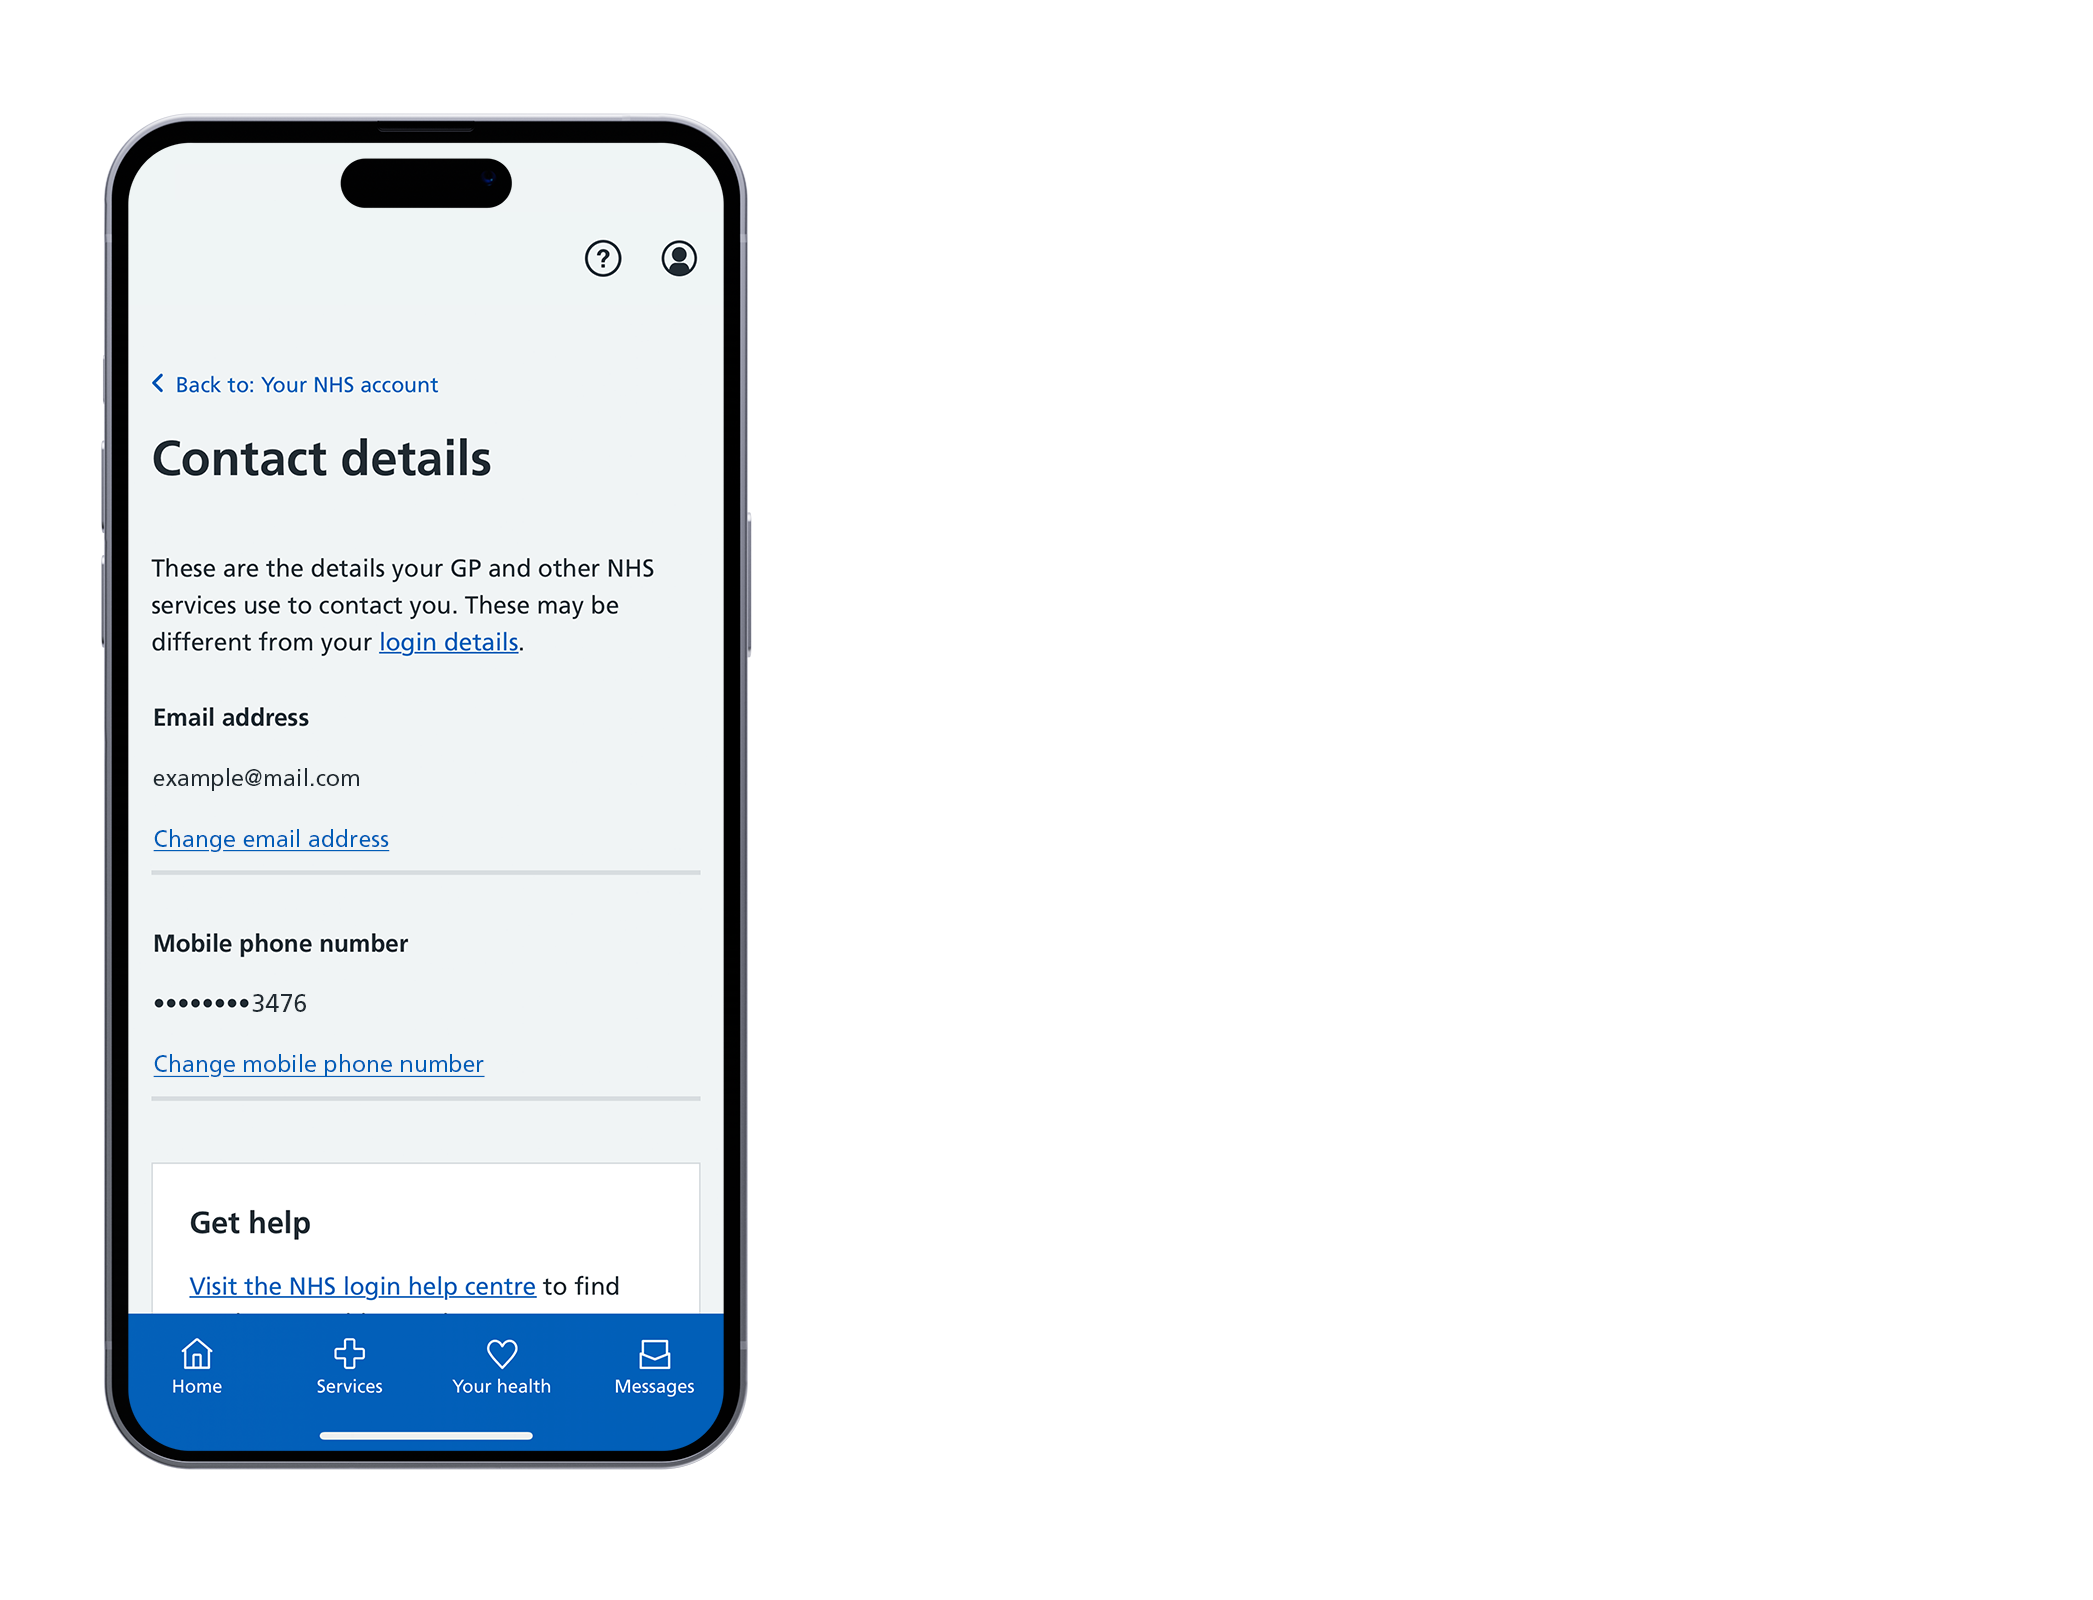 Back to: Your NHS account
Contact details
These are the details your GP and other NHS
services use to contact you. These may be
different from your login details.
Email address
example@mail.com
Change email address
Mobile phone number
••••••••3476
Change mobile phone number
Get help
Visit the NHS login help centre to find
Home
Services
Your health
Messages